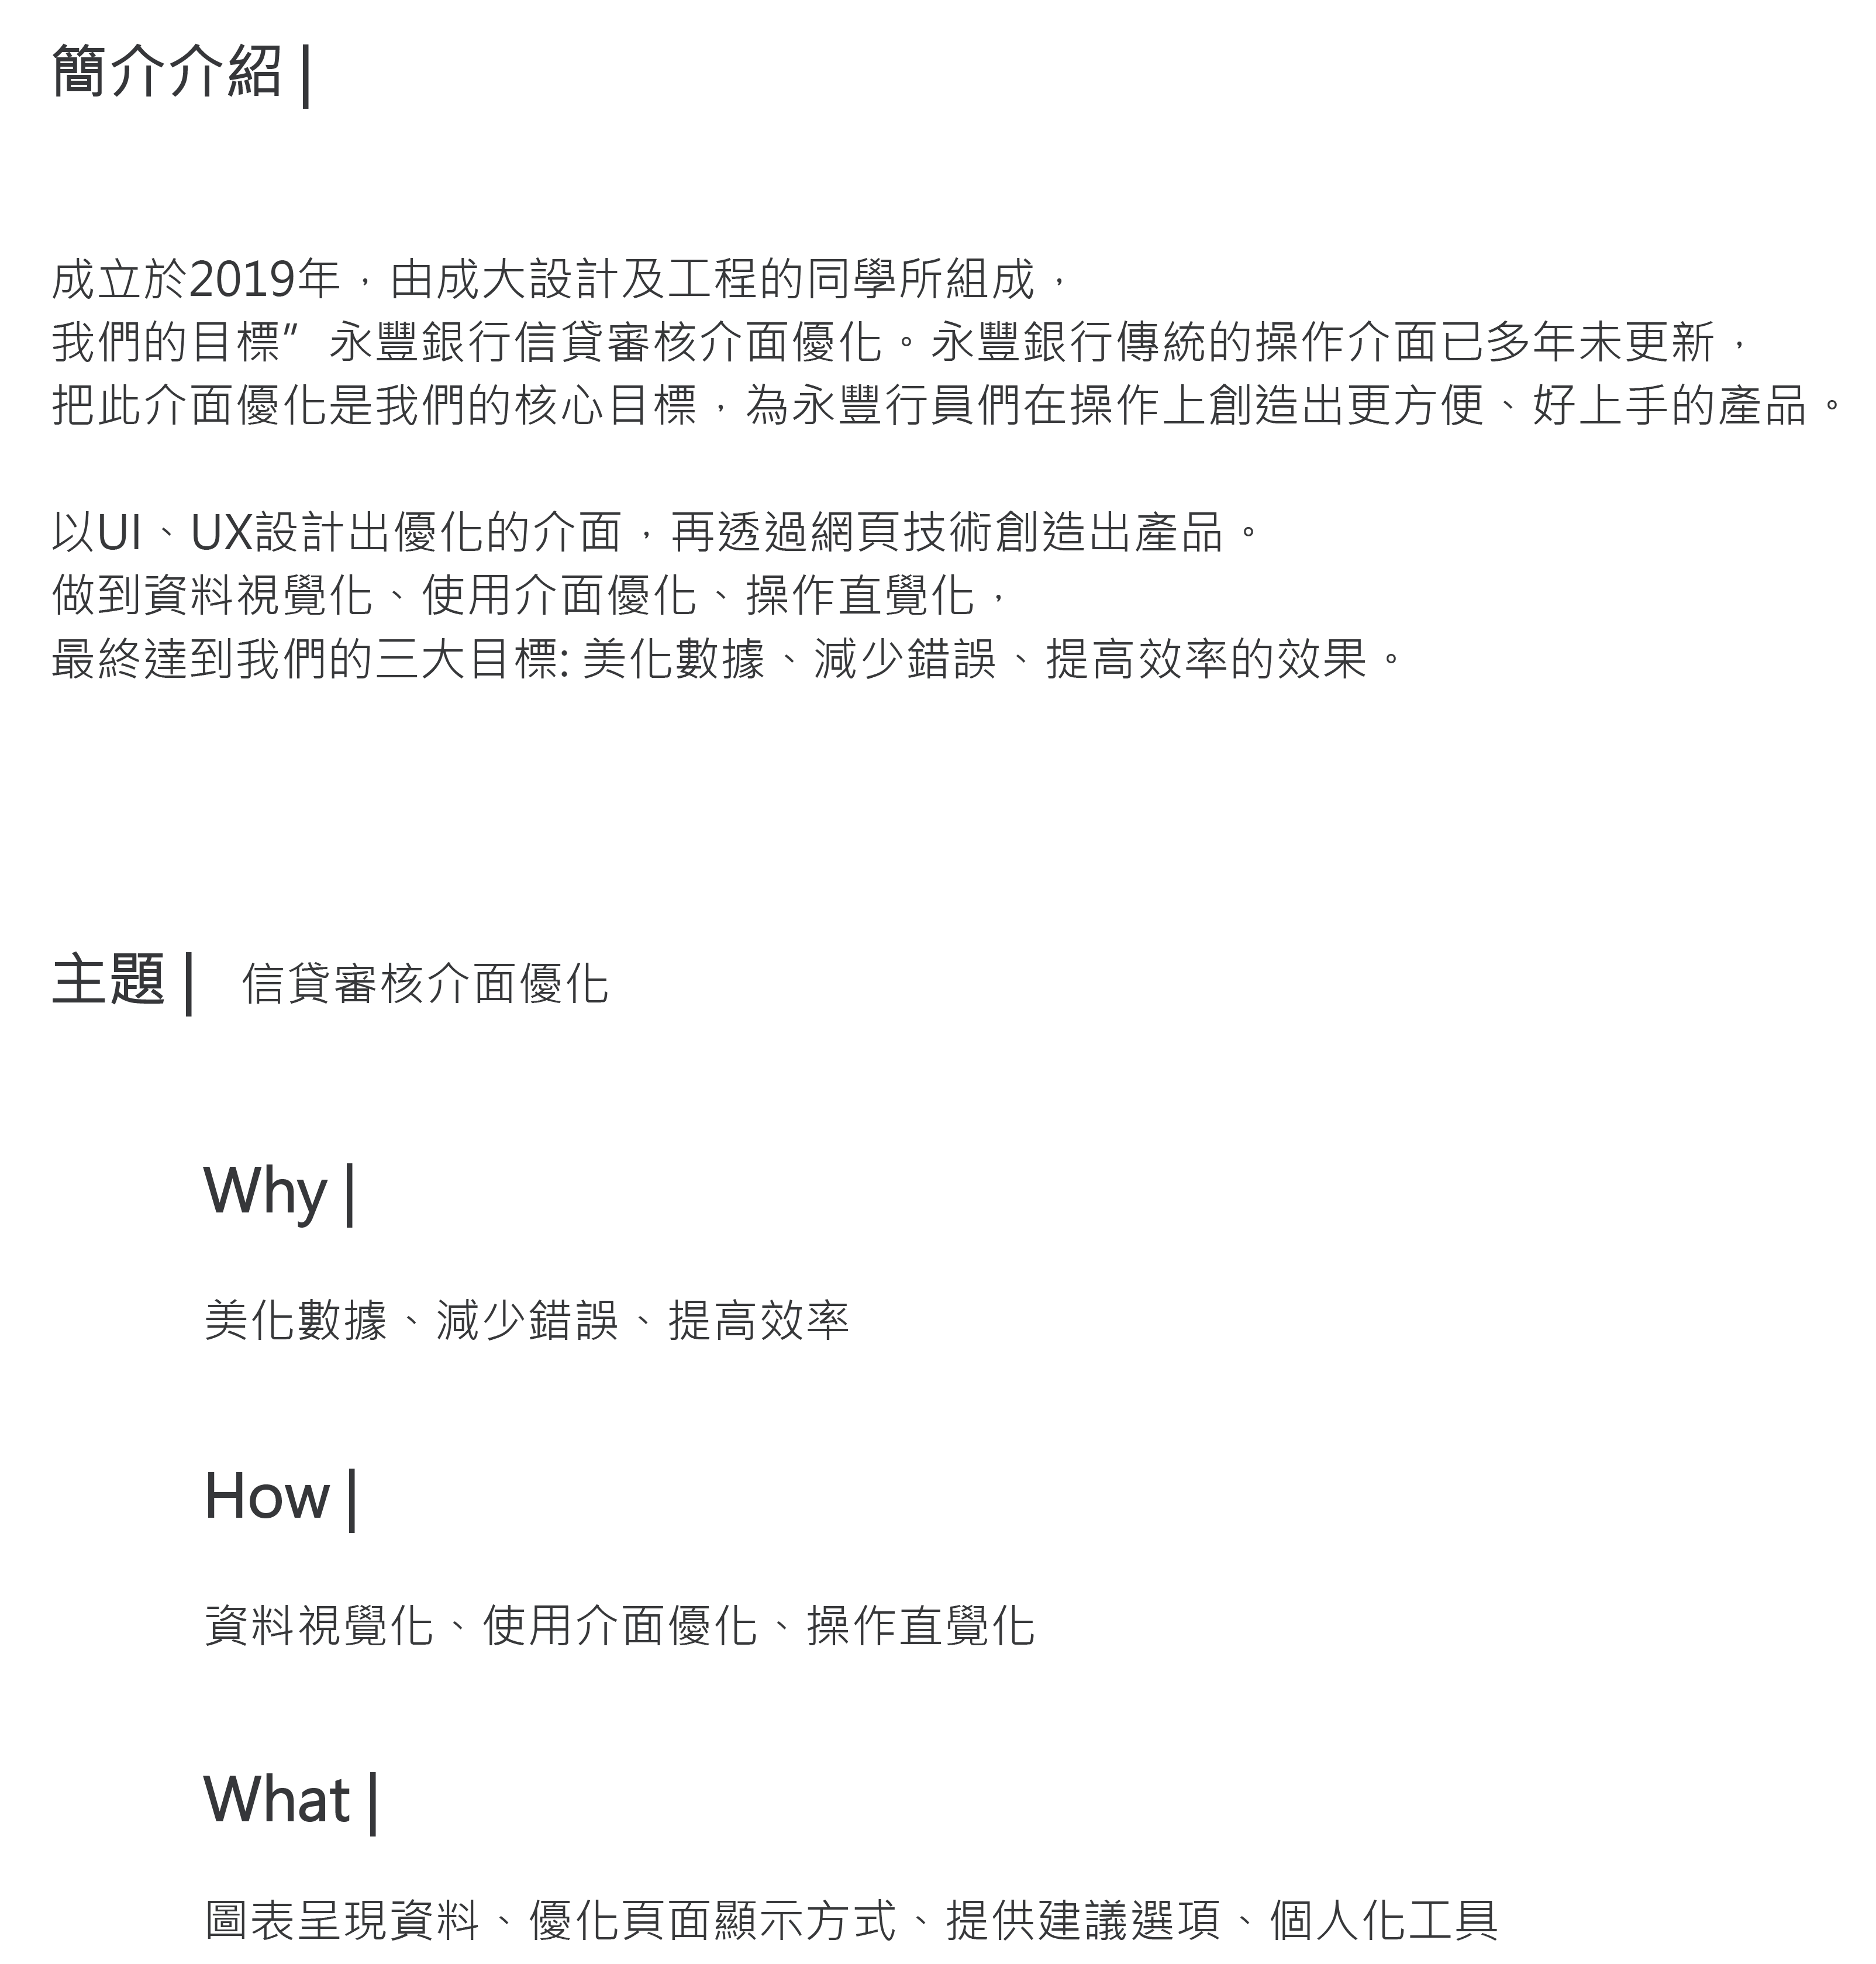 簡介介紹 |
成立於2019年，由成大設計及工程的同學所組成，
我們的目標” 永豐銀行信貸審核介面優化。永豐銀行傳統的操作介面已多年未更新，
把此介面優化是我們的核心目標，為永豐行員們在操作上創造出更方便、好上手的產品。
以UI、UX設計出優化的介面，再透過網頁技術創造出產品。
做到資料視覺化、使用介面優化、操作直覺化，
最終達到我們的三大目標: 美化數據、減少錯誤、提高效率的效果。
主題 | 信貸審核介面優化
Why |
美化數據、減少錯誤、提高效率
How |
資料視覺化、使用介面優化、操作直覺化
What |
圖表呈現資料、優化頁面顯示方式、提供建議選項、個人化工具